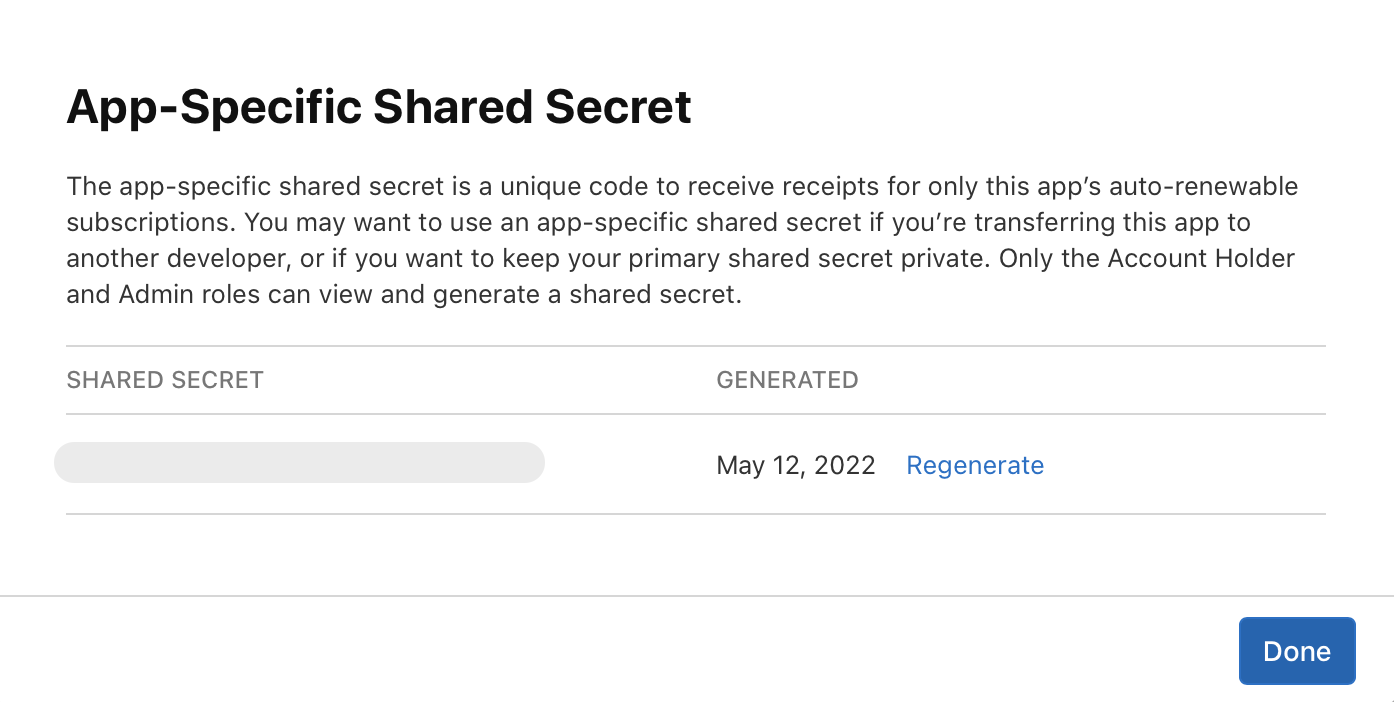 App-Specific Shared Secret
The app-specific shared secret is a unique code to receive receipts for only this app’s auto-renewable
subscriptions. You may want to use an app-specific shared secret if you’re transferring this app to
another developer, or if you want to keep your primary shared secret private. Only the Account Holder
and Admin roles can view and generate a shared secret.
SHARED SECRET GENERATED
May 12, 2022 Regenerate
Done